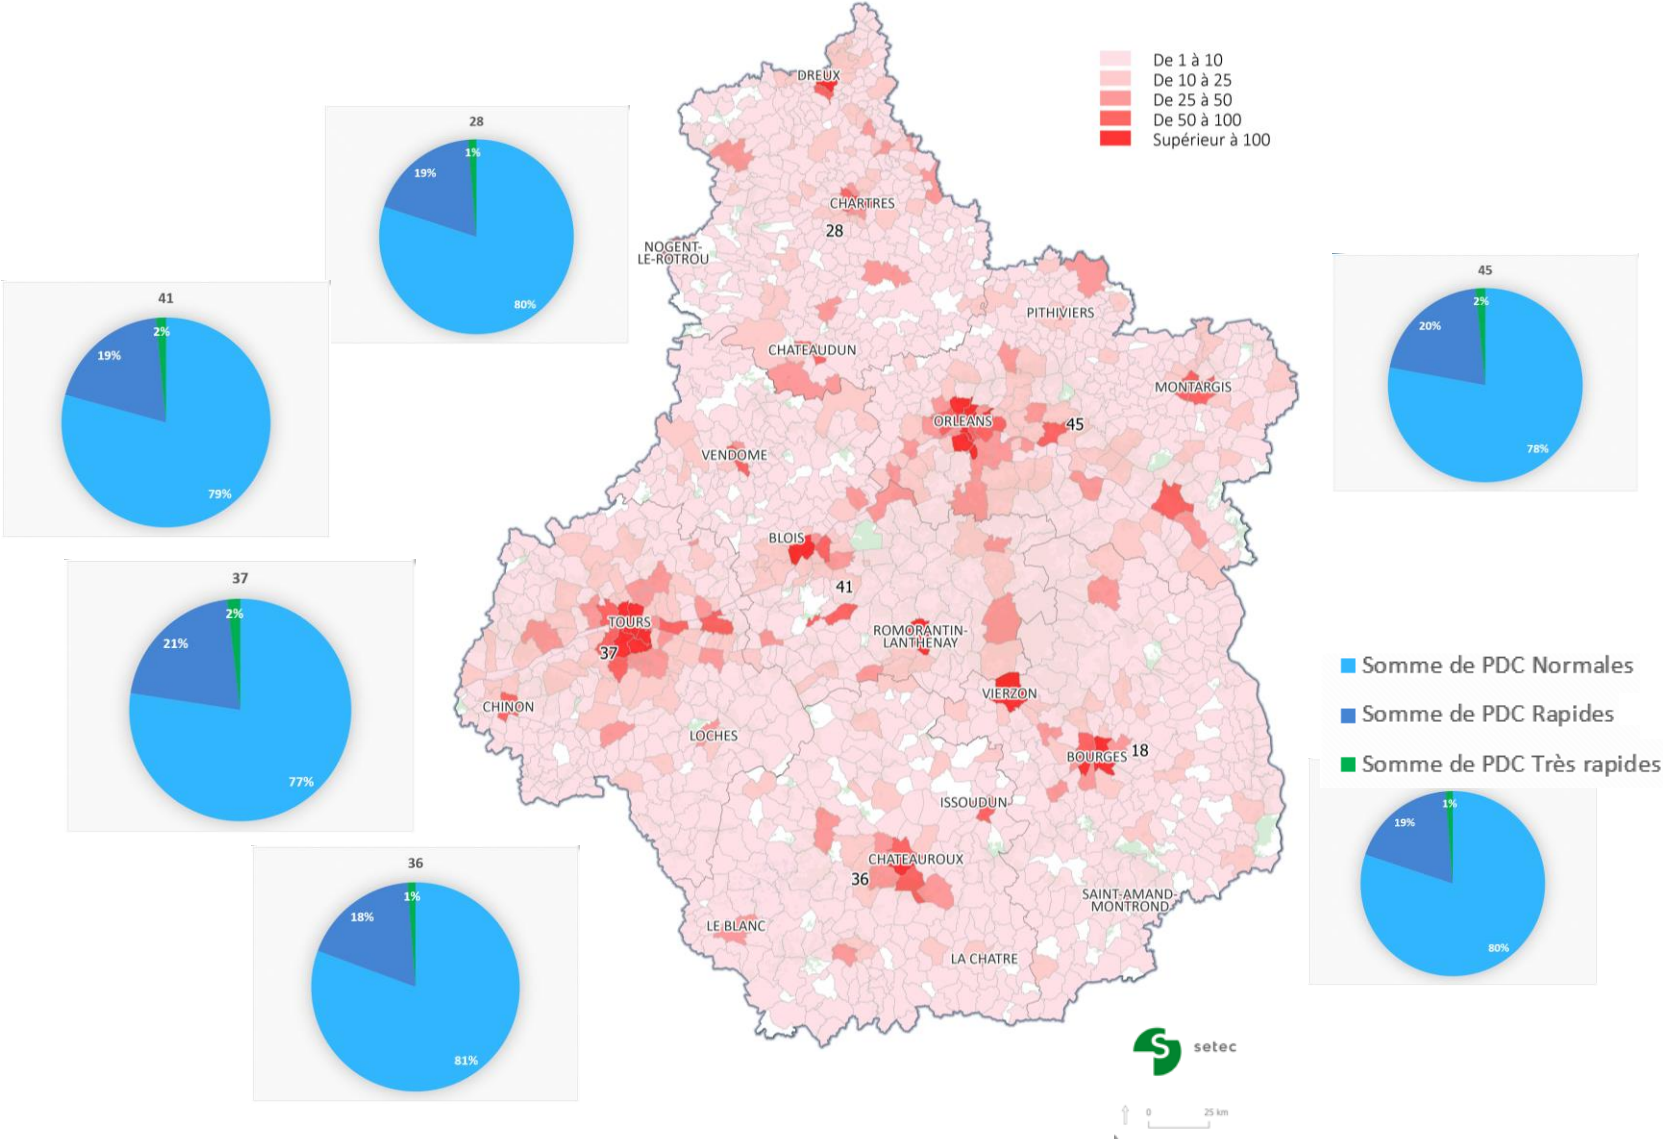 De 1 à 10
De 10 à 25
De 25 à 50
De 50 à 100
Supérieur à 100
DREUX
CHARTRES
28
NOGENT-
LE-ROTROU
PITHIVIERS
CHATEAUDUN
MONTARGIS
ORLEANS
45
VENDOME
BLOIS
41
TOURS
37
ROMORANTIN-
LANTHENAY
VIERZON
CHINON
LOCHES
BOURGES
18
ISSOUDUN
CHATEAUROUX
36
SAINT-AMAND-
MONTROND
LE BLANC
LA CHATRE
28
1%
19%
80%
41
2%
19%
79%
37
2%
21%
77%
36
1%
18%
81%
45
2%
20%
78%
Somme de PDC Normales
Somme de PDC Rapides
Somme de PDC Très rapides
1%
19%
80%
setec
0 25 km